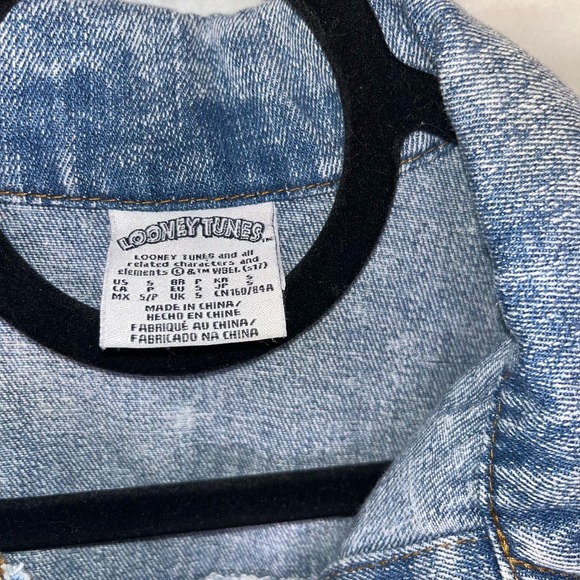 LOONEY TUNES
LOONEY TUNES and all
related characters and
elements © & TM WBEI. (s17)
US S BR P KR S
CA P EU S JP S
MX S/P UK S CN160/84A
MADE IN CHINA/
HECHO EN CHINE
FABRIQUÉ AU CHINA/
FABRICADO NA CHINA